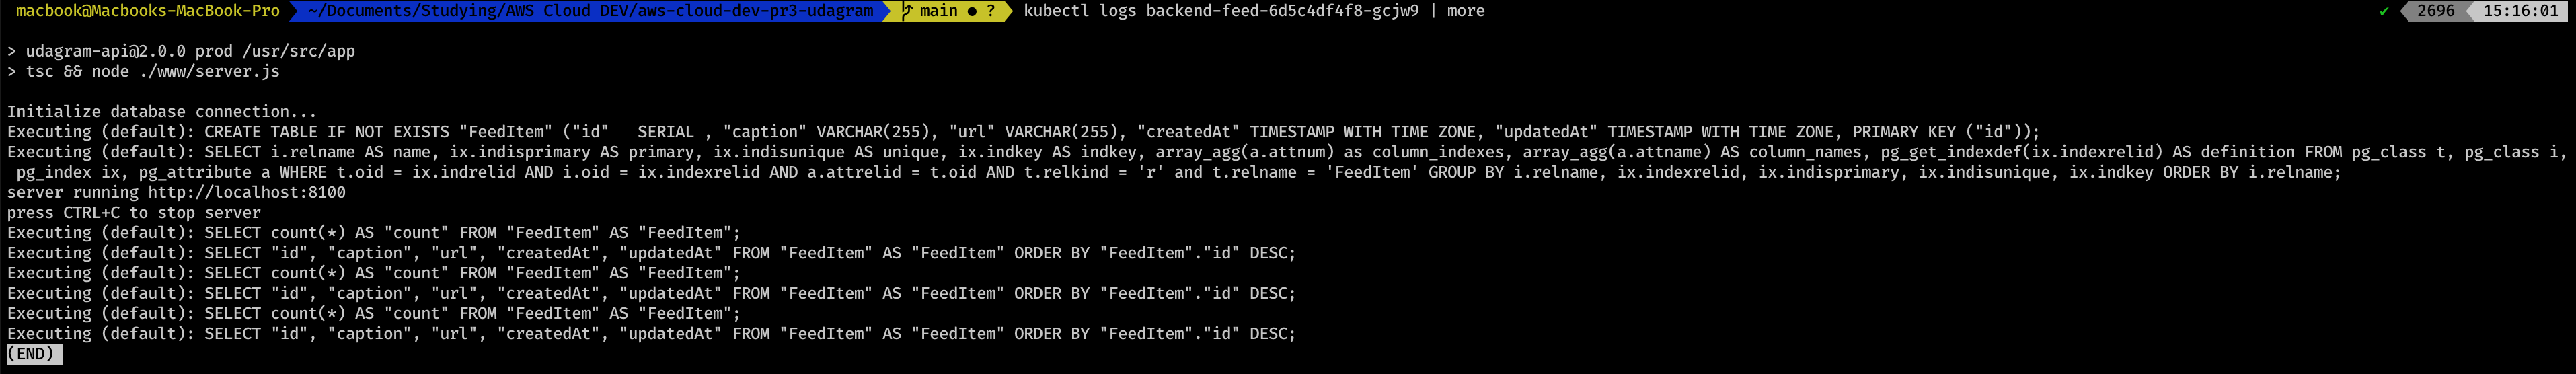 macbook@Macbooks-MacBook-Pro ~/Documents/Studying/AWS Cloud DEV/aws-cloud-dev-pr3-udagram main ● ? kubectl logs backend-feed-6d5c4df4f8-gcjw9 | more ✔ 2696 15:16:01
> udagram-api@2.0.0 prod /usr/src/app
> tsc && node ./www/server.js
Initialize database connection...
Executing (default): CREATE TABLE IF NOT EXISTS "FeedItem" ("id"   SERIAL , "caption" VARCHAR(255), "url" VARCHAR(255), "createdAt" TIMESTAMP WITH TIME ZONE, "updatedAt" TIMESTAMP WITH TIME ZONE, PRIMARY KEY ("id"));
Executing (default): SELECT i.relname AS name, ix.indisprimary AS primary, ix.indisunique AS unique, ix.indkey AS indkey, array_agg(a.attnum) as column_indexes, array_agg(a.attname) AS column_names, pg_get_indexdef(ix.indexrelid) AS definition FROM pg_class t, pg_class i,
pg_index ix, pg_attribute a WHERE t.oid = ix.indrelid AND i.oid = ix.indexrelid AND a.attrelid = t.oid AND t.relkind = 'r' and t.relname = 'FeedItem' GROUP BY i.relname, ix.indexrelid, ix.indisprimary, ix.indisunique, ix.indkey ORDER BY i.relname;
server running http://localhost:8100
press CTRL+C to stop server
Executing (default): SELECT count(*) AS "count" FROM "FeedItem" AS "FeedItem";
Executing (default): SELECT "id", "caption", "url", "createdAt", "updatedAt" FROM "FeedItem" AS "FeedItem" ORDER BY "FeedItem"."id" DESC;
Executing (default): SELECT count(*) AS "count" FROM "FeedItem" AS "FeedItem";
Executing (default): SELECT "id", "caption", "url", "createdAt", "updatedAt" FROM "FeedItem" AS "FeedItem" ORDER BY "FeedItem"."id" DESC;
Executing (default): SELECT count(*) AS "count" FROM "FeedItem" AS "FeedItem";
Executing (default): SELECT "id", "caption", "url", "createdAt", "updatedAt" FROM "FeedItem" AS "FeedItem" ORDER BY "FeedItem"."id" DESC;
(END)